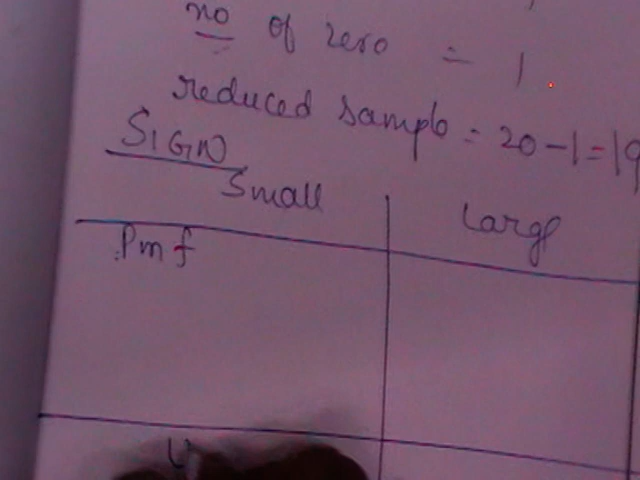 no of zero = 1
reduced sample = 20-1=19
SIGN
Small Large
Pmf